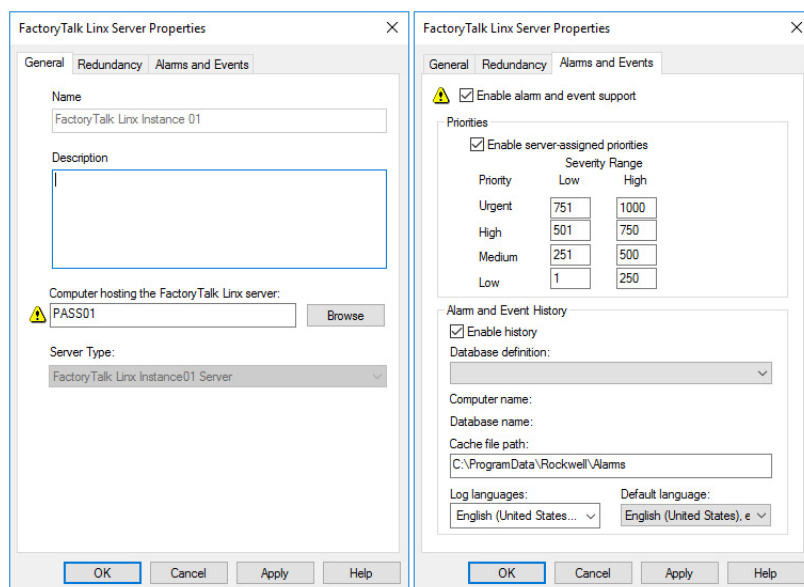 FactoryTalk Linx Server Properties
General Redundancy Alarms and Events
Name
FactoryTalk Linx Instance 01
Description
Computer hosting the FactoryTalk Linx server:
PASS01 Browse
Server Type:
FactoryTalk Linx Instance01 Server
OK Cancel Apply Help
FactoryTalk Linx Server Properties
General Redundancy Alarms and Events
Enable alarm and event support
Priorities
Enable server-assigned priorities
Severity Range
Priority Low High
Urgent 751 1000
High 501 750
Medium 251 500
Low 1 250
Alarm and Event History
Enable history
Database definition:
Computer name:
Database name:
Cache file path:
C:\ProgramData\Rockwell\Alarms
Log languages: Default language:
English (United States... English (United States), e
OK Cancel Apply Help